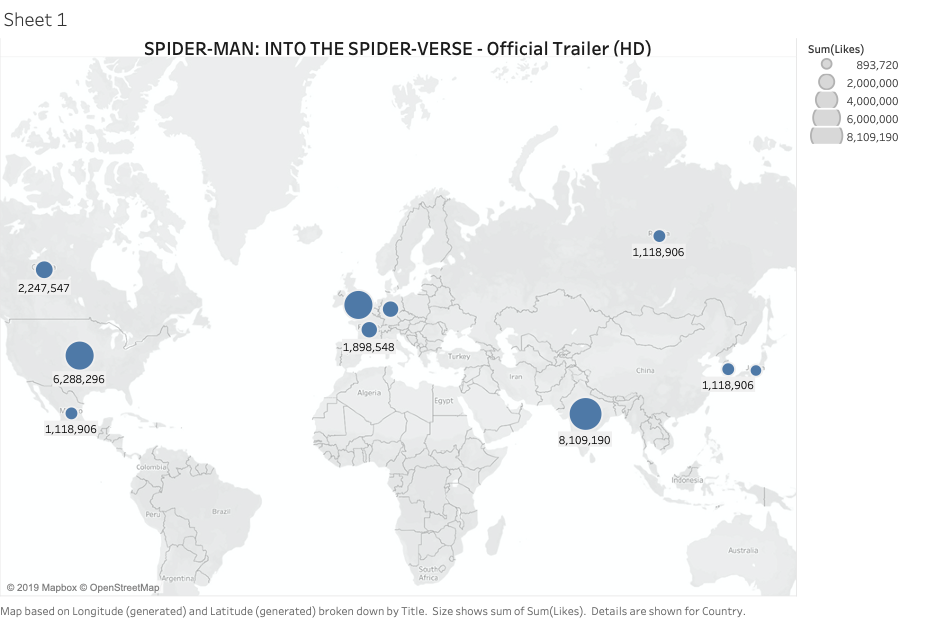 Sheet 1
SPIDER-MAN: INTO THE SPIDER-VERSE - Official Trailer (HD)
Sum(Likes)
893,720
2,000,000
4,000,000
6,000,000
8,109,190
1,118,906
2,247,547
1,898,548
Turkey
6,288,296
China
Iran
1,118,906
Algeria
Egypt
1,118,906
8,109,190
Colombia
Indonesia
Peru
Brazil
Australia
South
Africa
Argentina
© 2019 Mapbox © OpenStreetMap
Map based on Longitude (generated) and Latitude (generated) broken down by Title. Size shows sum of Sum(Likes). Details are shown for Country.